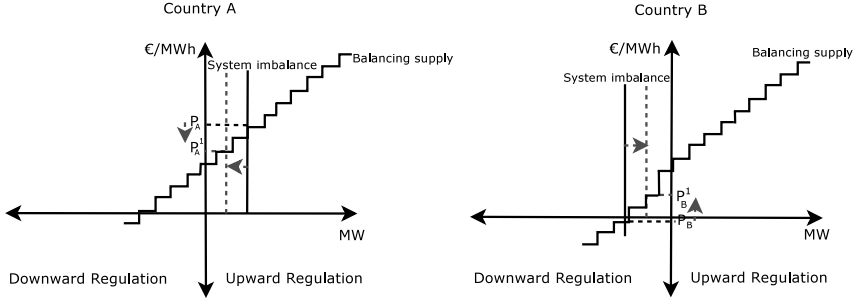 Country A
€/MWh
System imbalance
Balancing supply
P_A
P_A^1
MW
Downward Regulation
Upward Regulation
Country B
€/MWh
System imbalance
Balancing supply
P_B^1
P_B
MW
Downward Regulation
Upward Regulation